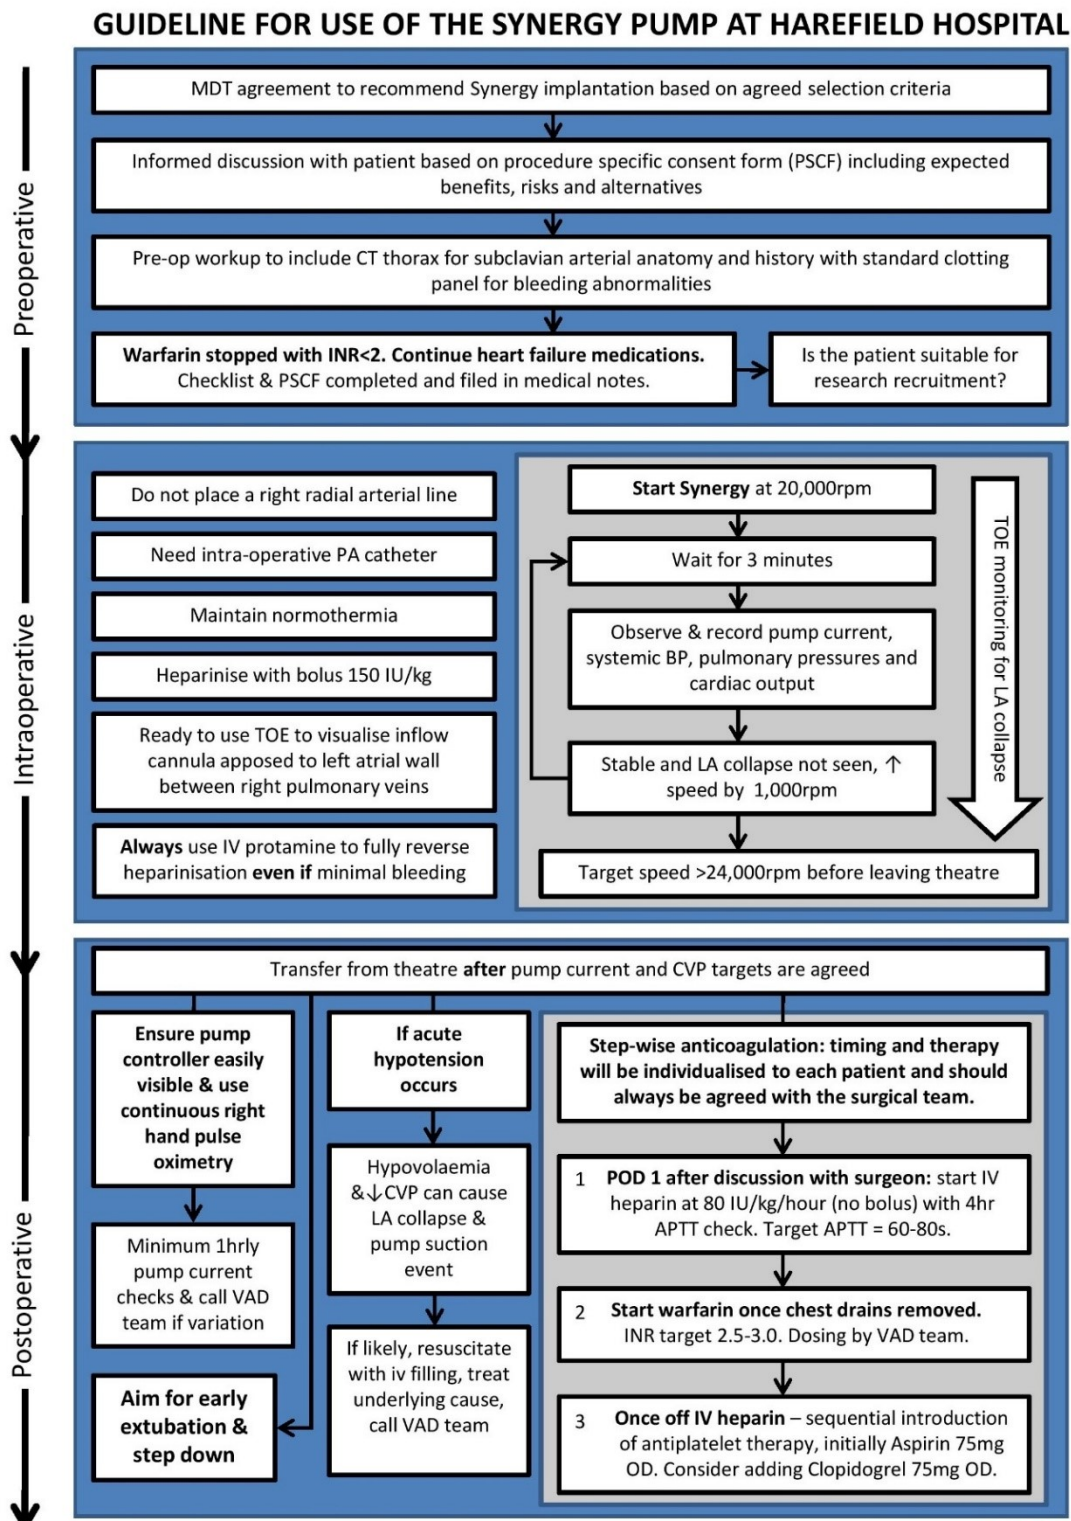 GUIDELINE FOR USE OF THE SYNERGY PUMP AT HAREFIELD HOSPITAL
Preoperative
MDT agreement to recommend Synergy implantation based on agreed selection criteria
Informed discussion with patient based on procedure specific consent form (PSCF) including expected
benefits, risks and alternatives
Pre-op workup to include CT thorax for subclavian arterial anatomy and history with standard clotting
panel for bleeding abnormalities
Warfarin stopped with INR<2. Continue heart failure medications.
Checklist & PSCF completed and filed in medical notes.
Is the patient suitable for
research recruitment?
Intraoperative
Do not place a right radial arterial line
Need intra-operative PA catheter
Maintain normothermia
Heparinise with bolus 150 IU/kg
Ready to use TOE to visualise inflow
cannula apposed to left atrial wall
between right pulmonary veins
Always use IV protamine to fully reverse
heparinisation even if minimal bleeding
Start Synergy at 20,000rpm
Wait for 3 minutes
Observe & record pump current,
systemic BP, pulmonary pressures and
cardiac output
Stable and LA collapse not seen, ↑
speed by 1,000rpm
Target speed >24,000rpm before leaving theatre
TOE monitoring for LA collapse
Postoperative
Transfer from theatre after pump current and CVP targets are agreed
Ensure pump
controller easily
visible & use
continuous right
hand pulse
oximetry
Minimum 1hrly
pump current
checks & call VAD
team if variation
Aim for early
extubation &
step down
If acute
hypotension
occurs
Hypovolaemia
&↓CVP can cause
LA collapse &
pump suction
event
If likely, resuscitate
with iv filling, treat
underlying cause,
call VAD team
Step-wise anticoagulation: timing and therapy
will be individualised to each patient and should
always be agreed with the surgical team.
1 POD 1 after discussion with surgeon: start IV
heparin at 80 IU/kg/hour (no bolus) with 4hr
APTT check. Target APTT = 60-80s.
2 Start warfarin once chest drains removed.
INR target 2.5-3.0. Dosing by VAD team.
3 Once off IV heparin – sequential introduction
of antiplatelet therapy, initially Aspirin 75mg
OD. Consider adding Clopidogrel 75mg OD.